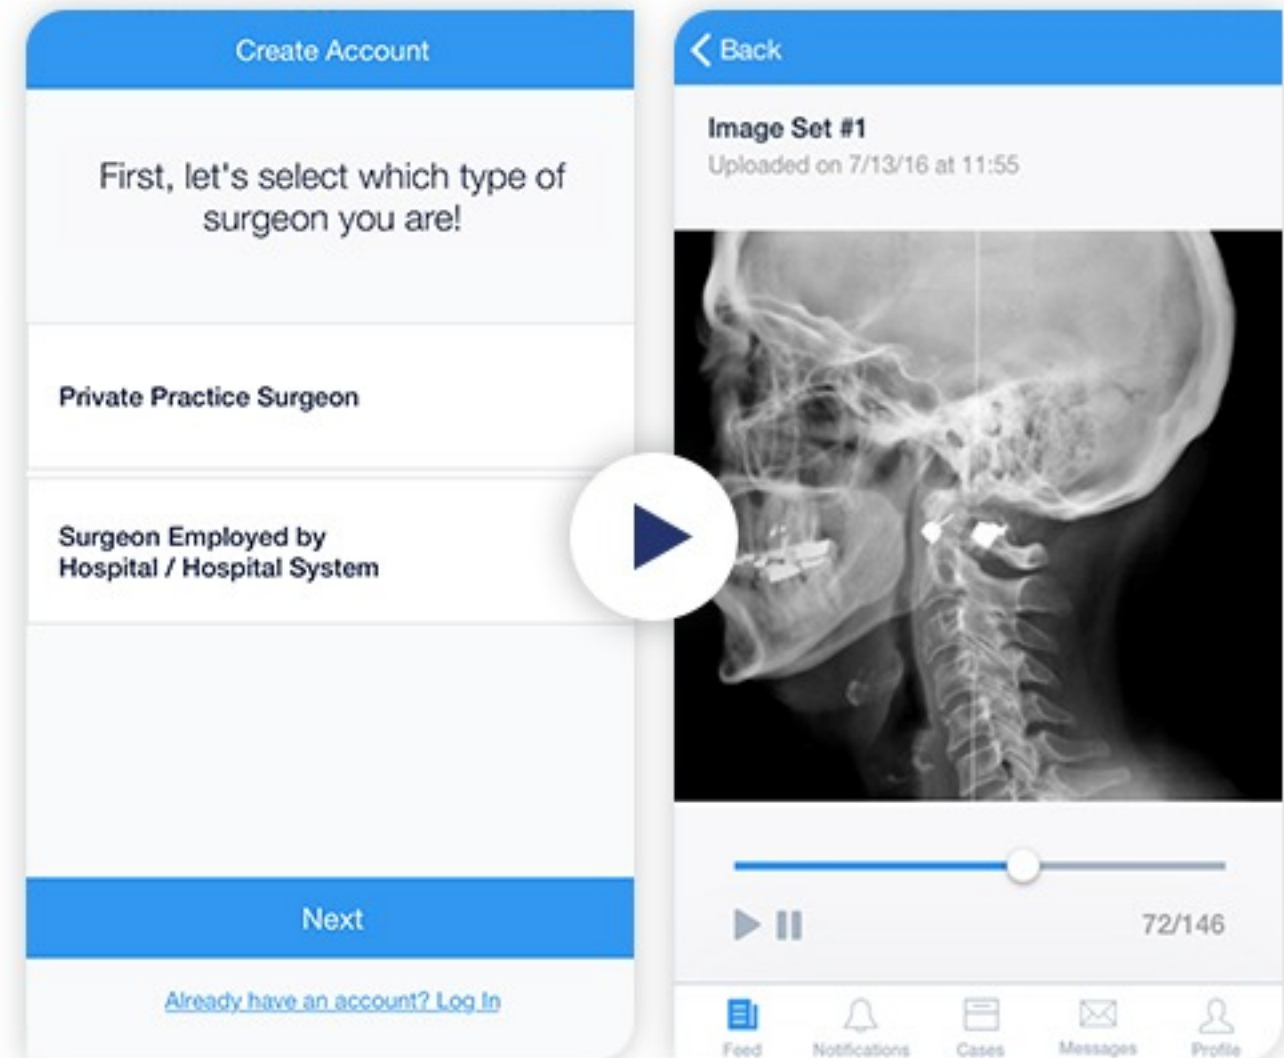 Create Account
First, let's select which type of
surgeon you are!
Private Practice Surgeon
Surgeon Employed by
Hospital / Hospital System
Next
Already have an account? Log In
Back
Image Set #1
Uploaded on 7/13/16 at 11:55
72/146
Feed
Notifications
Cases
Messages
Profile